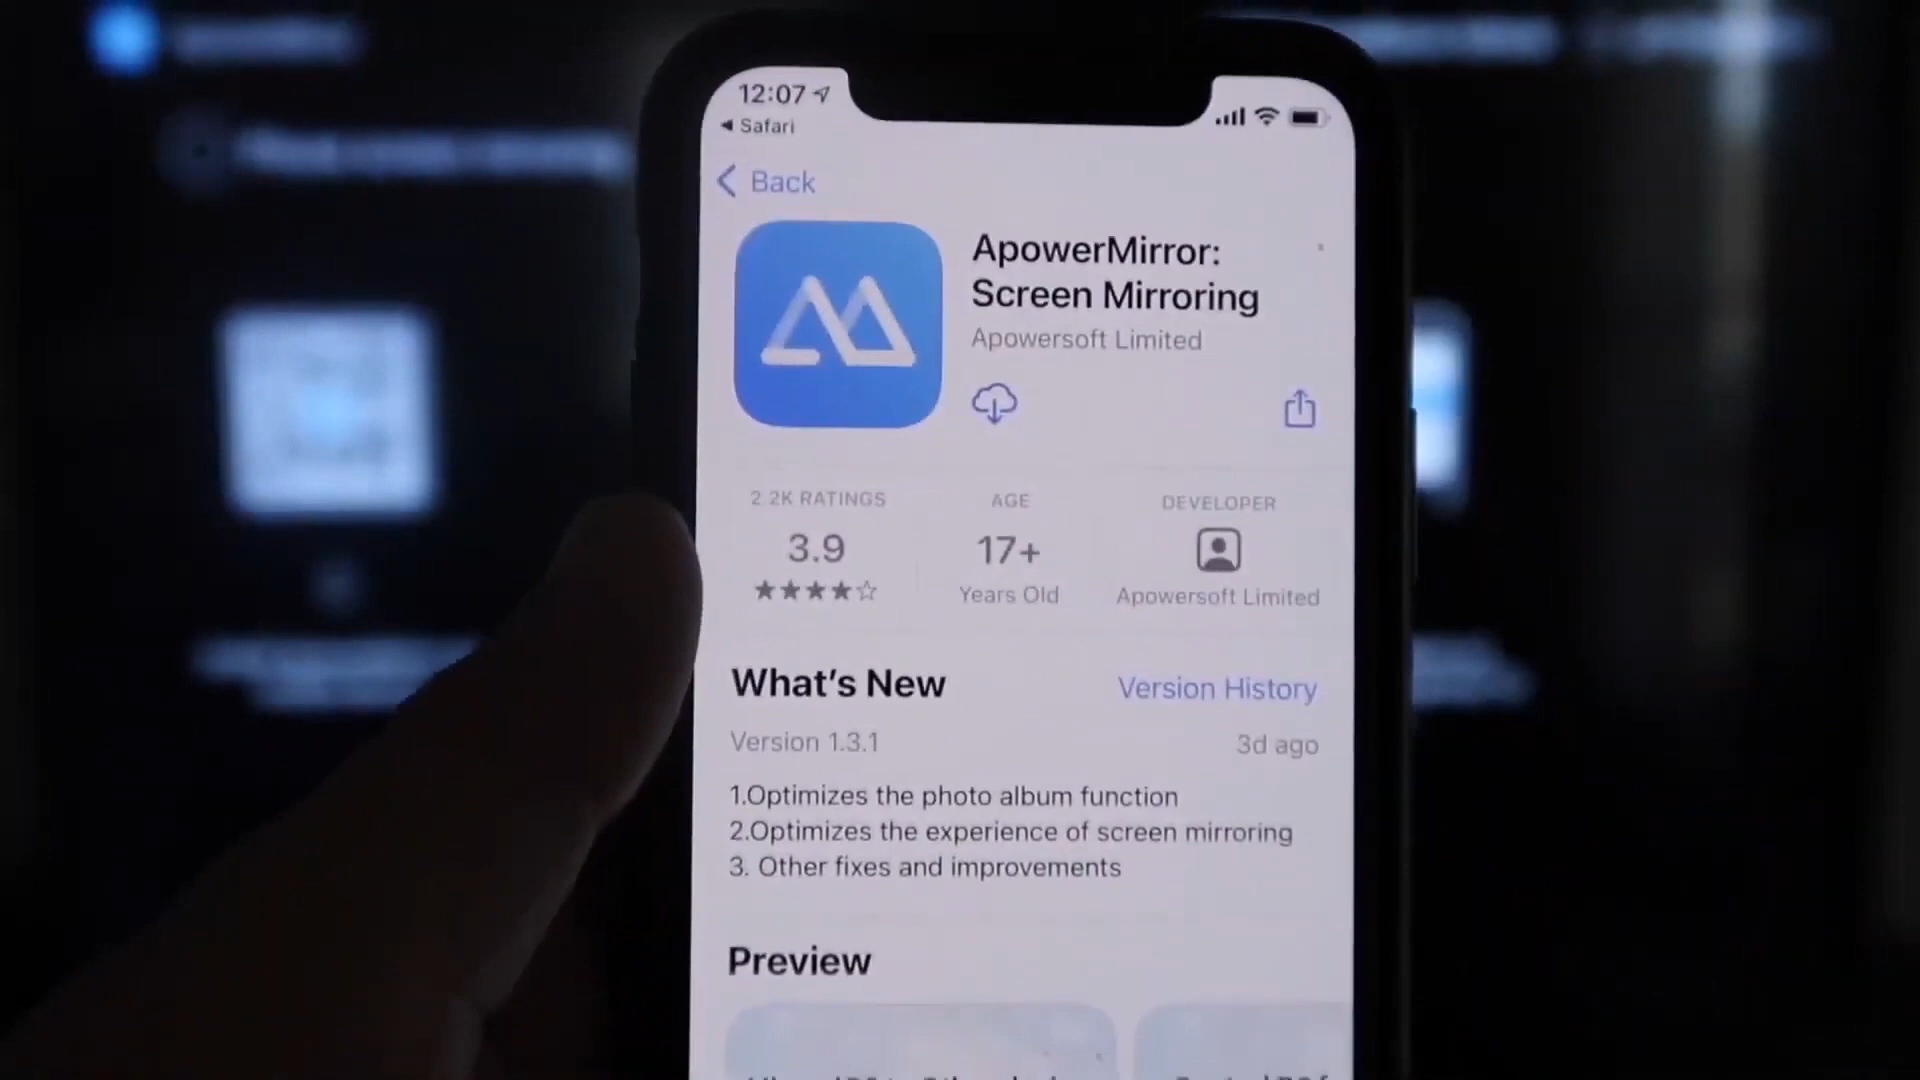 12:07
Safari
Back
ApowerMirror:
Screen Mirroring
Apowersoft Limited
2.2K RATINGS
AGE
DEVELOPER
3.9
17+
Years Old
Apowersoft Limited
What's New
Version History
Version 1.3.1
3d ago
1.Optimizes the photo album function
2.Optimizes the experience of screen mirroring
3. Other fixes and improvements
Preview